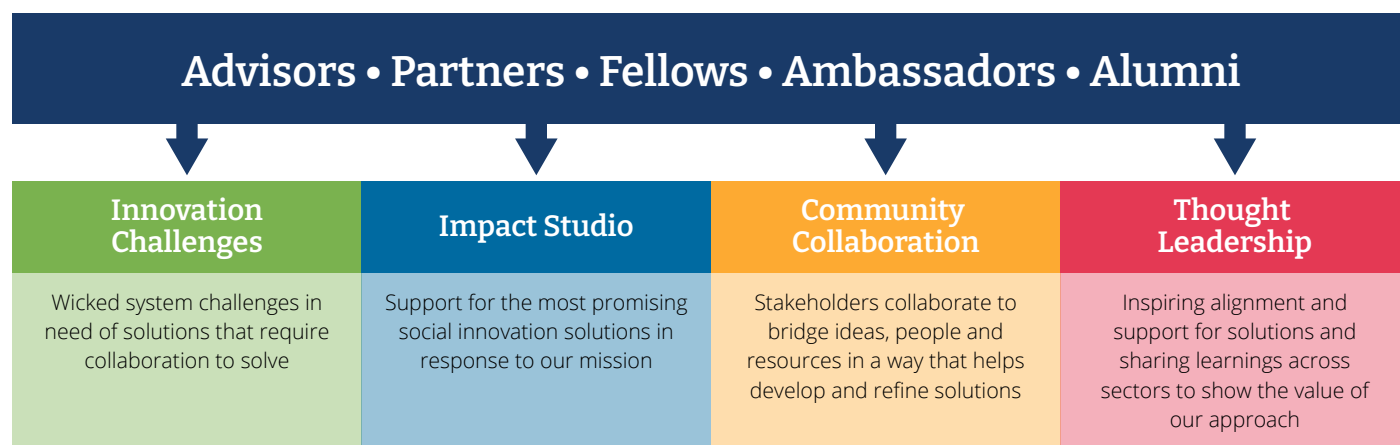 Advisors • Partners • Fellows • Ambassadors • Alumni
Innovation
Challenges
Wicked system challenges in
need of solutions that require
collaboration to solve
Impact Studio
Support for the most promising
social innovation solutions in
response to our mission
Community
Collaboration
Stakeholders collaborate to
bridge ideas, people and
resources in a way that helps
develop and refine solutions
Thought
Leadership
Inspiring alignment and
support for solutions and
sharing learnings across
sectors to show the value of
our approach